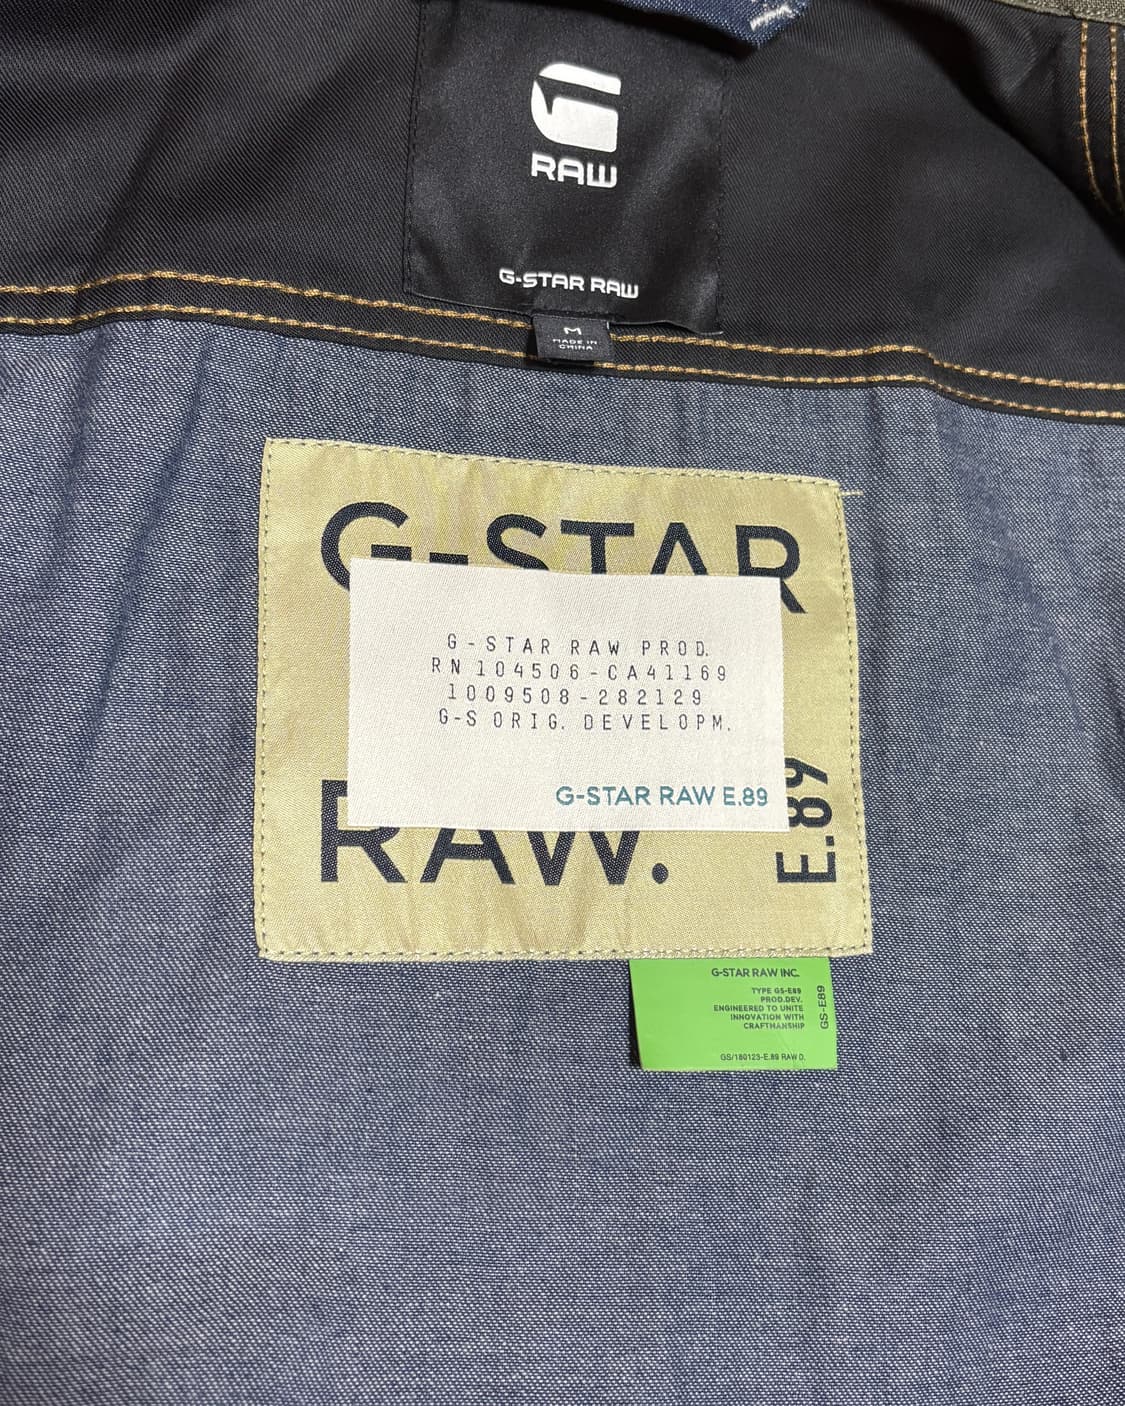 RAW
G-STAR RAW
M
MADE IN
CHINA
G-STAR
G-STAR RAW PROD.
RN 104506-CA41169
1009508-282129
G-S ORIG. DEVELOPM.
G-STAR RAW E.89
RAW.
E.89
G-STAR RAW INC.
TYPE GS-E89
PROD.DEV.
ENGINEERED TO UNITE
INNOVATION WITH
CRAFTMANSHIP
GS-E89
GS/180123-E.89 RAW D.